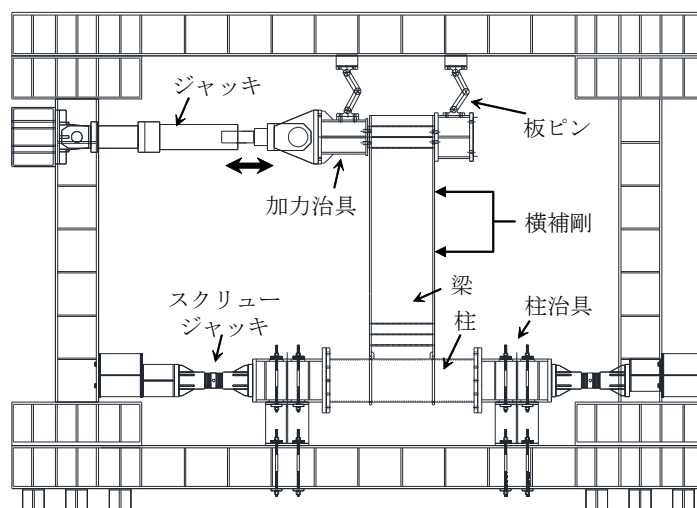 ジャッキ
板ピン
加力治具
横補剛
梁
スクリュー
ジャッキ
柱
柱治具